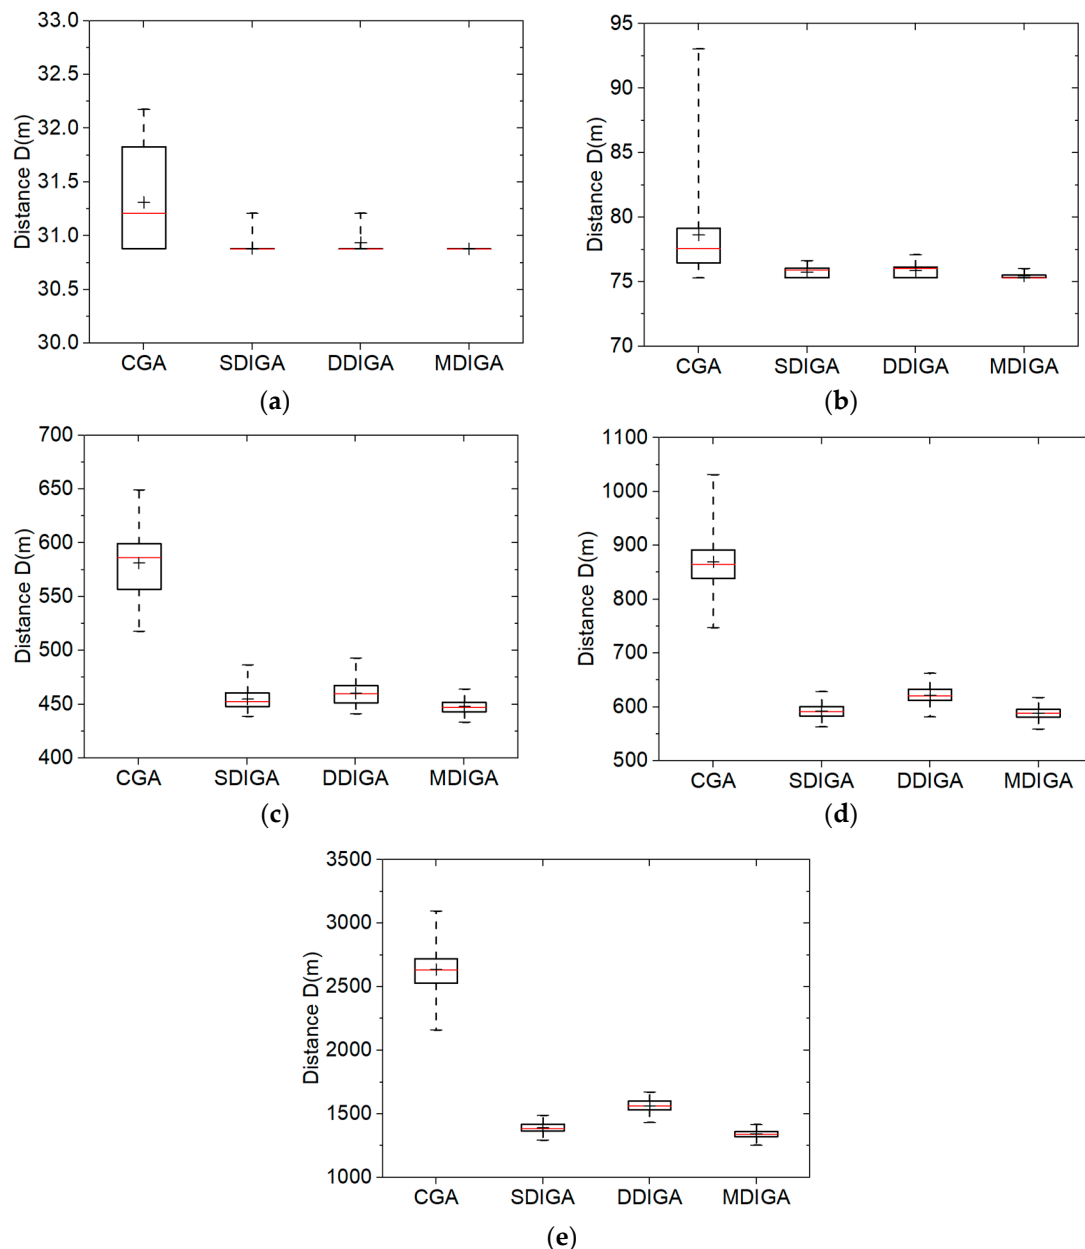 33.0
32.5
32.0
31.5
31.0
30.5
30.0
Distance D(m)
CGA SDIGA DDIGA MDIGA
(a)
95
90
85
80
75
70
Distance D(m)
CGA SDIGA DDIGA MDIGA
(b)
700
650
600
550
500
450
400
Distance D(m)
CGA SDIGA DDIGA MDIGA
(c)
1100
1000
900
800
700
600
500
Distance D(m)
CGA SDIGA DDIGA MDIGA
(d)
3500
3000
2500
2000
1500
1000
Distance D(m)
CGA SDIGA DDIGA MDIGA
(e)